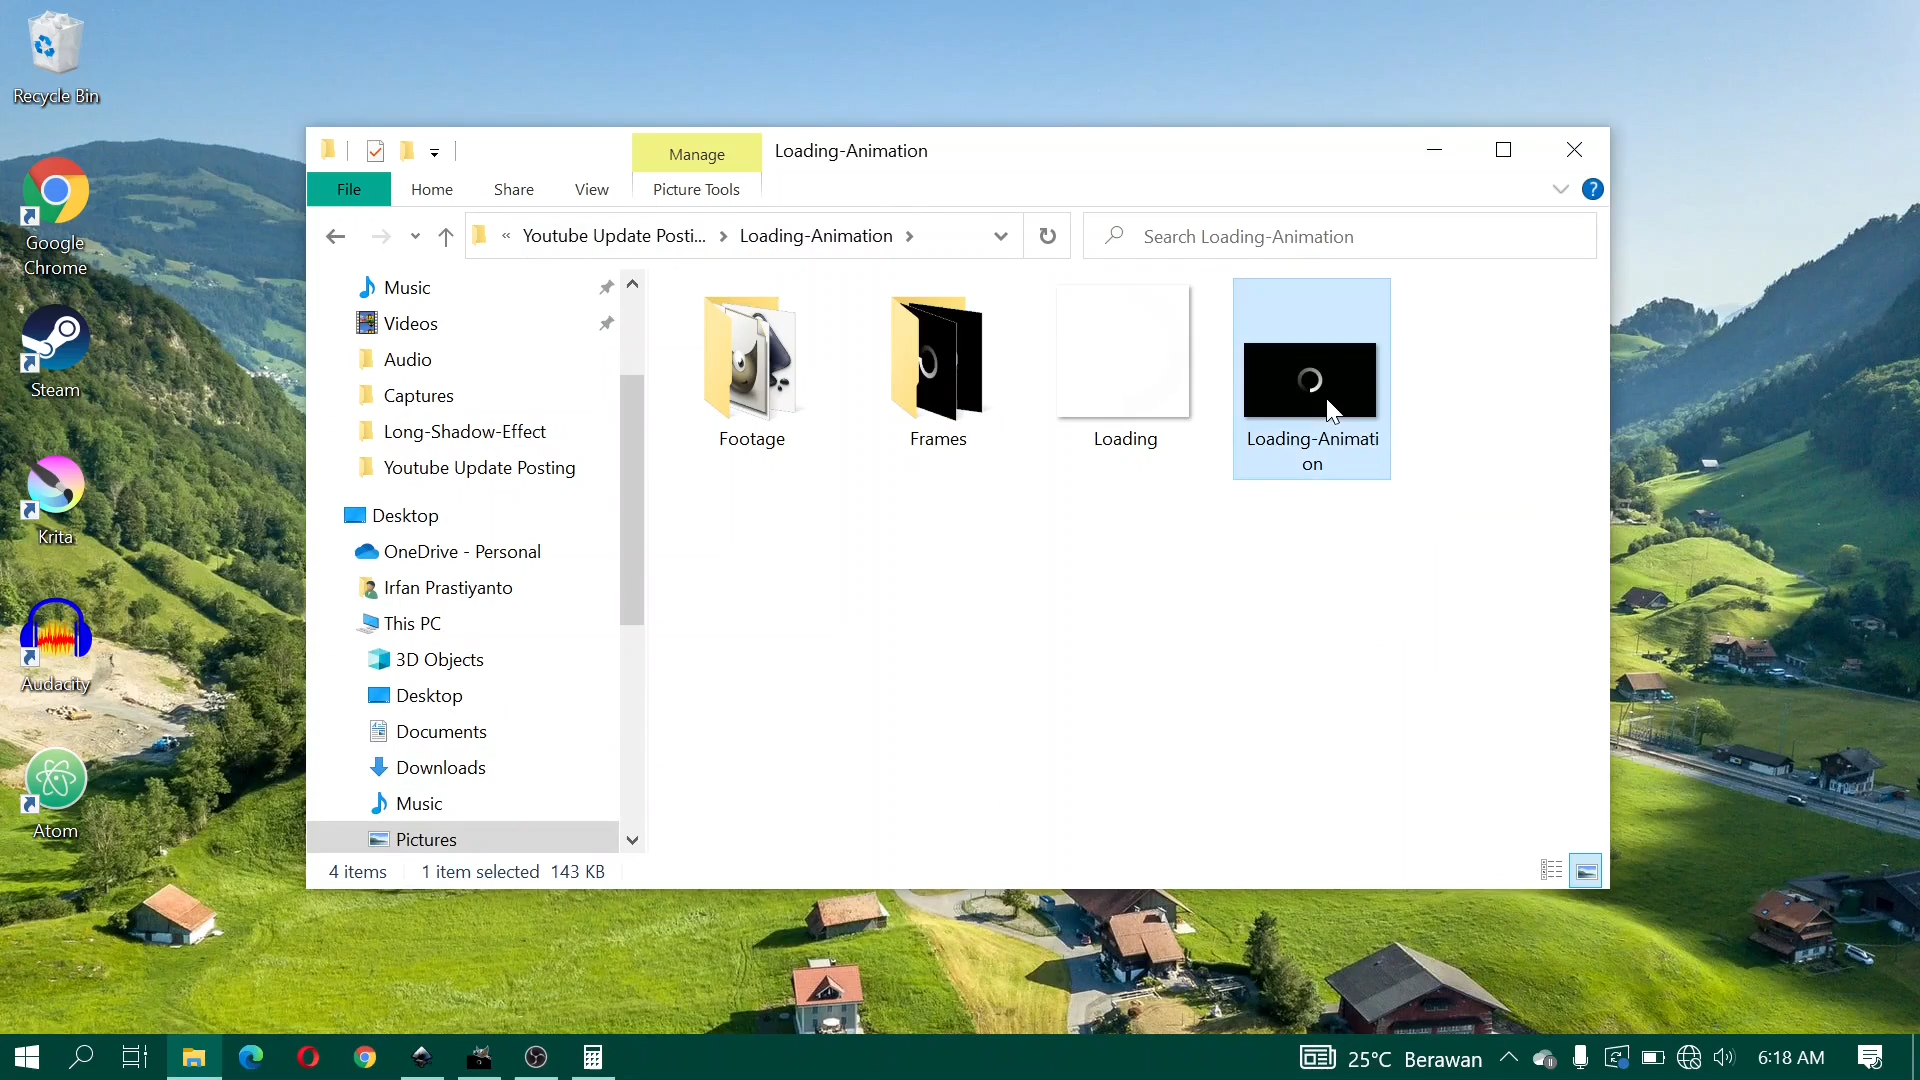 Recycle Bin
Google
Chrome
Steam
Krita
Audacity
Atom
Manage
Loading-Animation
File
Home
Share
View
Picture Tools
?
« Youtube Update Posti... > Loading-Animation >
Search Loading-Animation
Music
Videos
Audio
Captures
Long-Shadow-Effect
Youtube Update Posting
Desktop
OneDrive - Personal
Irfan Prastiyanto
This PC
3D Objects
Desktop
Documents
Downloads
Music
Pictures
Footage
Frames
Loading
Loading-Animati
on
4 items
1 item selected 143 KB
25°C Berawan
6:18 AM